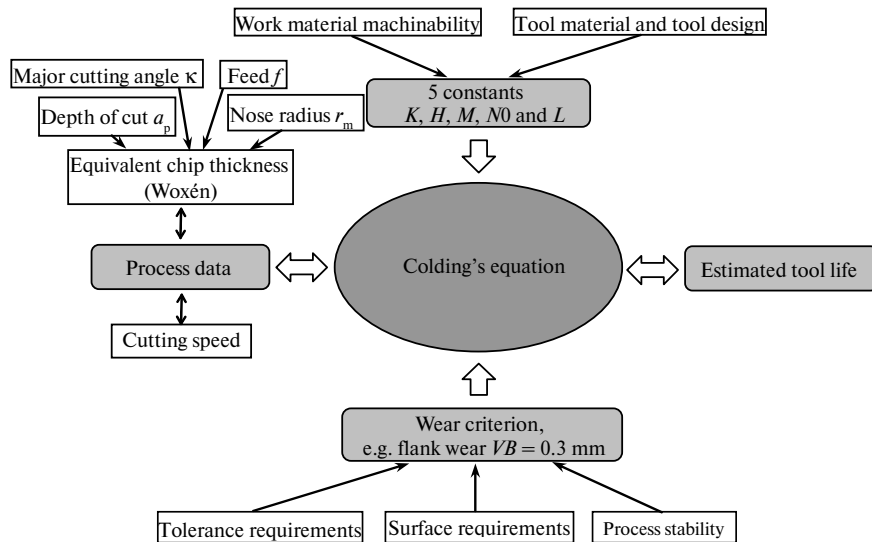 Work material machinability
Tool material and tool design
Major cutting angle κ
Feed f
5 constants
K, H, M, N0 and L
Depth of cut aₚ
Nose radius rₘ
Equivalent chip thickness
(Woxén)
Process data
Colding's equation
Estimated tool life
Cutting speed
Wear criterion,
e.g. flank wear VB = 0.3 mm
Tolerance requirements
Surface requirements
Process stability